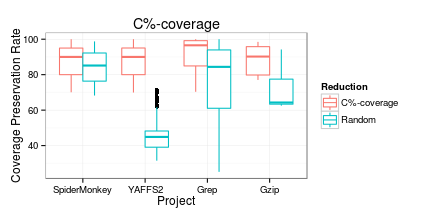 C%-coverage
Coverage Preservation Rate
100
80
60
40
SpiderMonkey YAFFS2 Grep Gzip
Project
Reduction
C%-coverage
Random